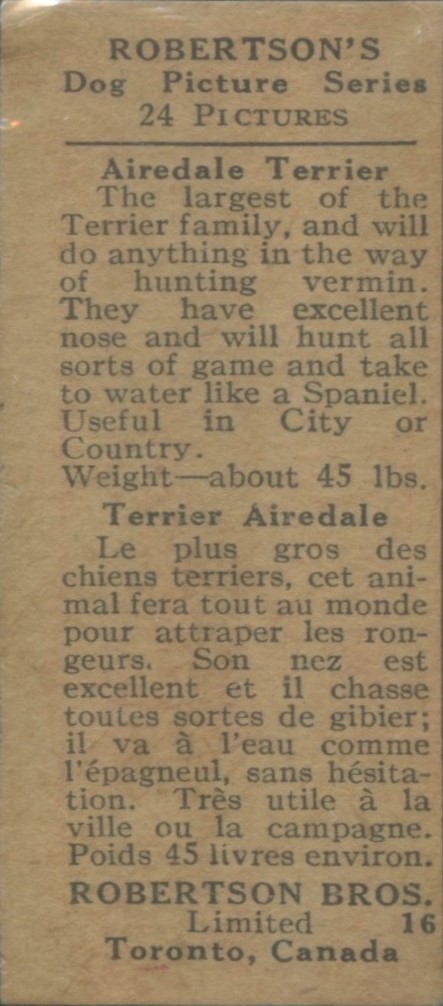 ROBERTSON'S
Dog Picture Series
24 PICTURES
Airedale Terrier
The largest of the
Terrier family, and will
do anything in the way
of hunting vermin.
They have excellent
nose and will hunt all
sorts of game and take
to water like a Spaniel.
Useful in City or
Country.
Weight—about 45 lbs.
Terrier Airedale
Le plus gros des
chiens terriers, cet ani-
mal fera tout au monde
pour attraper les ron-
geurs. Son nez est
excellent et il chasse
toutes sortes de gibier;
il va à l'eau comme
l'épagneul, sans hésita-
tion. Très utile à la
ville ou la campagne.
Poids 45 livres environ.
ROBERTSON BROS.
Limited 16
Toronto, Canada